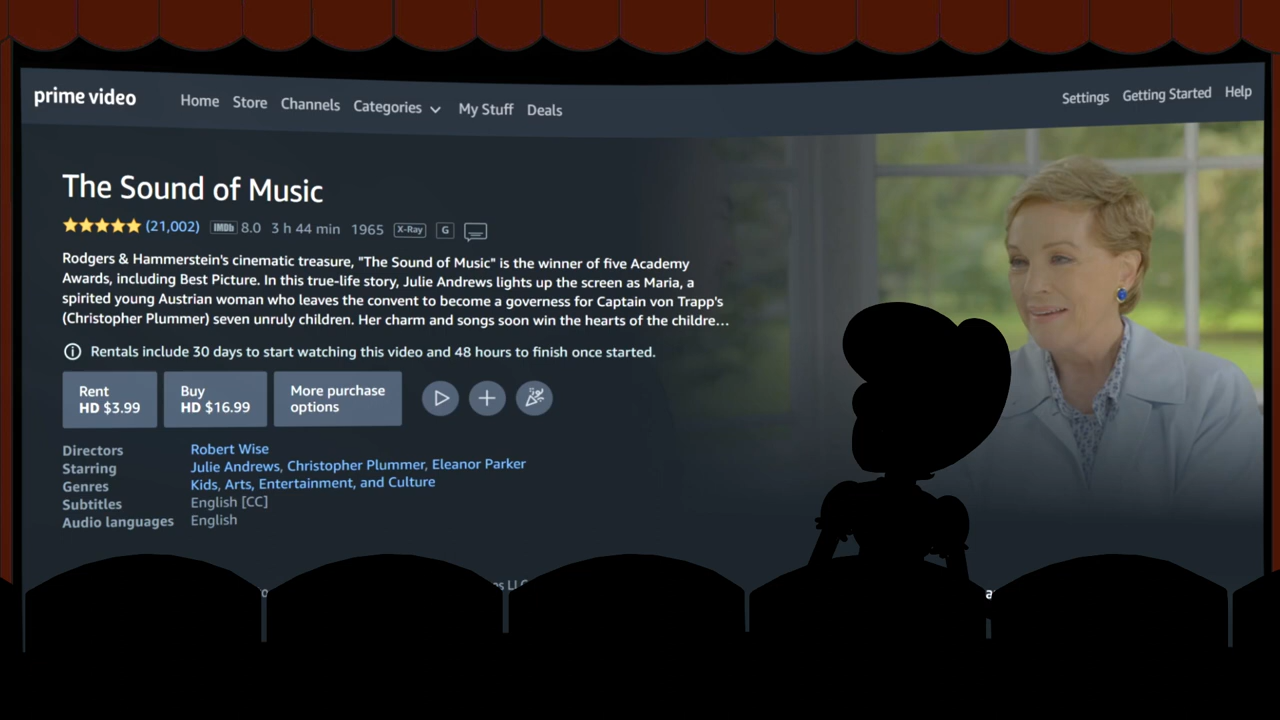 prime video
Home Store Channels Categories My Stuff Deals
Settings Getting Started Help
The Sound of Music
(21,002) IMDb 8.0 3 h 44 min 1965 X-Ray G
Rodgers & Hammerstein's cinematic treasure, "The Sound of Music" is the winner of five Academy
Awards, including Best Picture. In this true-life story, Julie Andrews lights up the screen as Maria, a
spirited young Austrian woman who leaves the convent to become a governess for Captain von Trapp's
(Christopher Plummer) seven unruly children. Her charm and songs soon win the hearts of the childre...
Rentals include 30 days to start watching this video and 48 hours to finish once started.
Rent
HD $3.99
Buy
HD $16.99
More purchase
options
Directors Robert Wise
Starring Julie Andrews, Christopher Plummer, Eleanor Parker
Genres Kids, Arts, Entertainment, and Culture
Subtitles English [CC]
Audio languages English